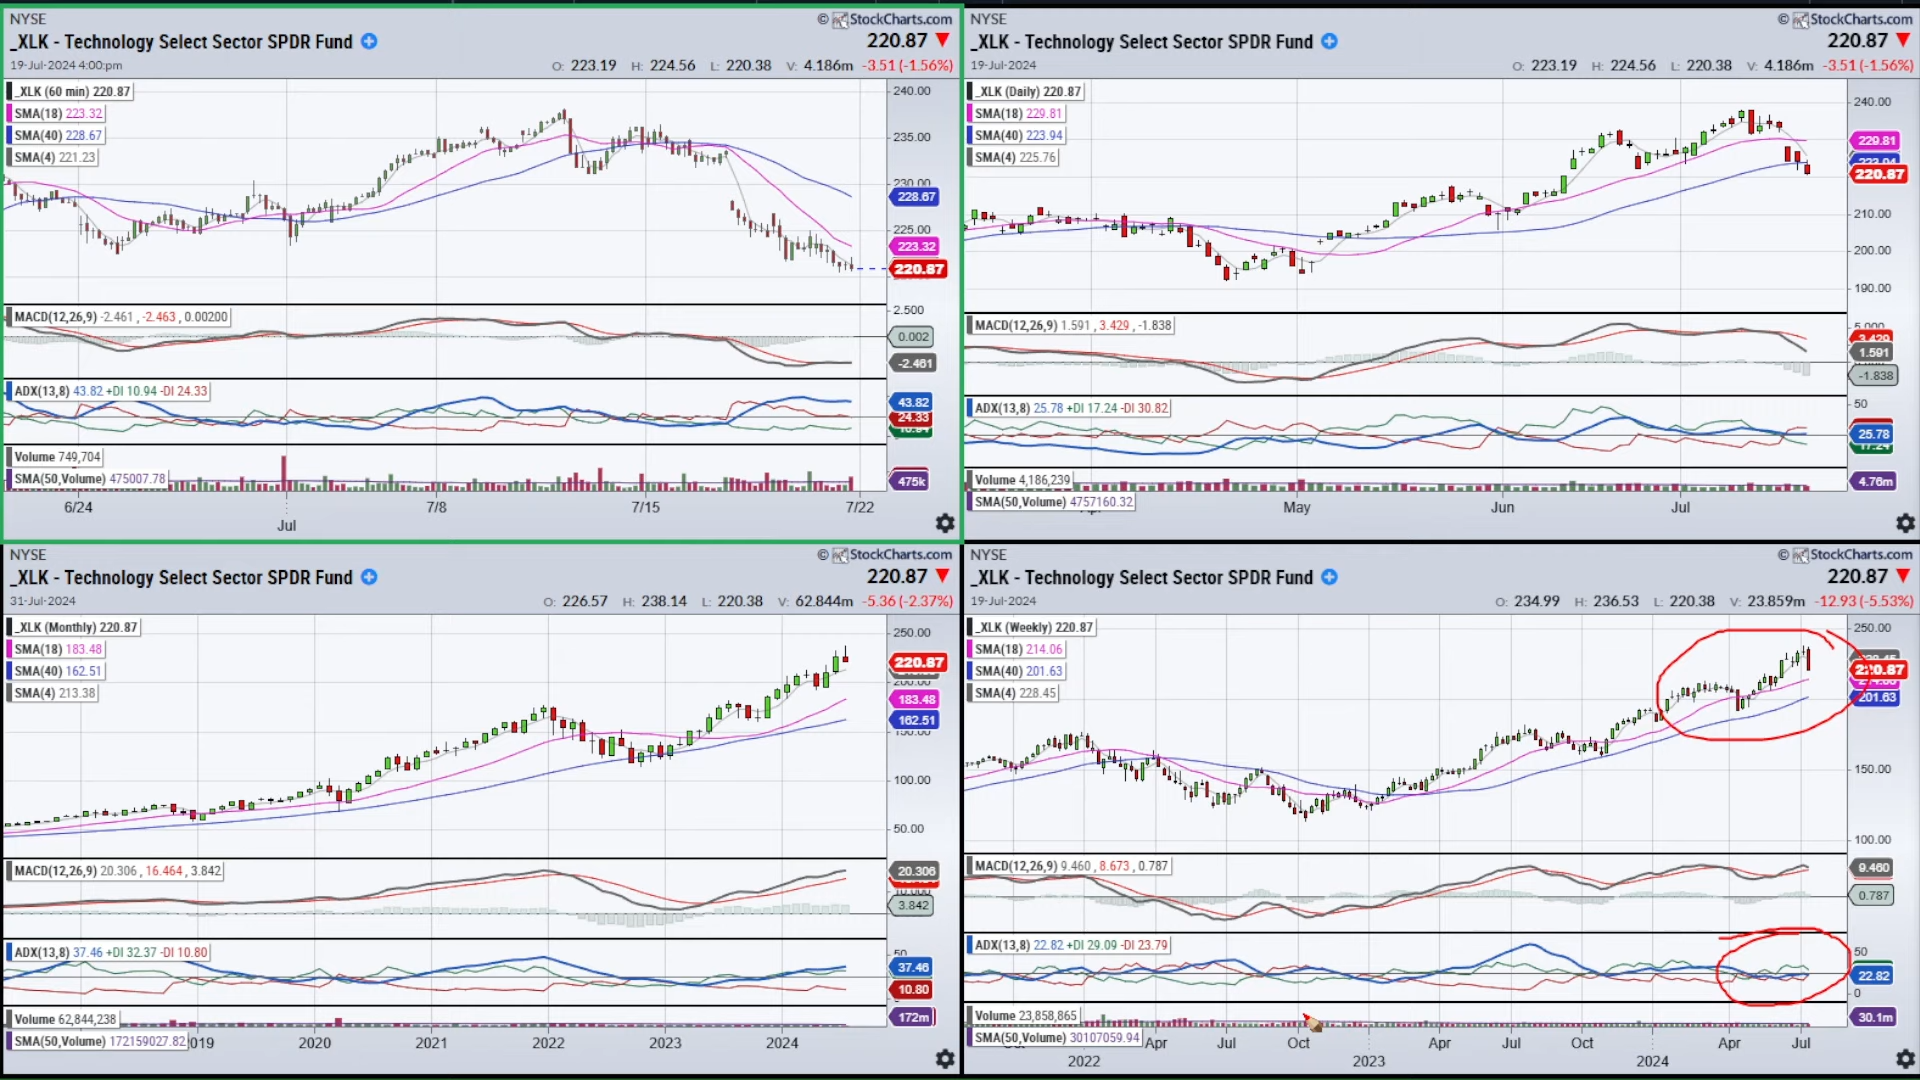 NYSE
© StockCharts.com
_XLK - Technology Select Sector SPDR Fund
220.87
19-Jul-2024 4:00:pm
O: 223.19 H: 224.56 L: 220.38 V: 4.186m -3.51 (-1.56%)
_XLK (60 min) 220.87
SMA(18) 223.32
SMA(40) 228.67
SMA(4) 221.23
240.00
235.00
230.00
225.00
228.67
223.32
220.87
MACD(12,26,9) -2.461, -2.463, 0.00200
2.500
0.002
-2.461
ADX(13,8) 43.82 +DI 10.94 -DI 24.33
43.82
24.33
Volume 749,704
SMA(50,Volume) 475007.78
475k
6/24 Jul 7/8 7/15 7/22
NYSE
© StockCharts.com
_XLK - Technology Select Sector SPDR Fund
220.87
19-Jul-2024
O: 223.19 H: 224.56 L: 220.38 V: 4.186m -3.51 (-1.56%)
_XLK (Daily) 220.87
SMA(18) 229.81
SMA(40) 223.94
SMA(4) 225.76
240.00
229.81
220.87
210.00
200.00
190.00
MACD(12,26,9) 1.591, 3.429, -1.838
5.000
3.429
1.591
-1.838
ADX(13,8) 25.78 +DI 17.24 -DI 30.82
50
25.78
17.24
Volume 4,186,239
SMA(50,Volume) 4757160.32
4.76m
May Jun Jul
NYSE
© StockCharts.com
_XLK - Technology Select Sector SPDR Fund
220.87
31-Jul-2024
O: 226.57 H: 238.14 L: 220.38 V: 62.844m -5.36 (-2.37%)
_XLK (Monthly) 220.87
SMA(18) 183.48
SMA(40) 162.51
SMA(4) 213.38
250.00
220.87
200.00
183.48
162.51
150.00
100.00
50.00
MACD(12,26,9) 20.306, 16.464, 3.842
20.306
3.842
ADX(13,8) 37.46 +DI 32.37 -DI 10.80
50
37.46
10.80
Volume 62,844,238
SMA(50,Volume) 172159027.82
172m
2020 2021 2022 2023 2024
NYSE
© StockCharts.com
_XLK - Technology Select Sector SPDR Fund
220.87
19-Jul-2024
O: 234.99 H: 236.53 L: 220.38 V: 23.859m -12.93 (-5.53%)
_XLK (Weekly) 220.87
SMA(18) 214.06
SMA(40) 201.63
SMA(4) 228.45
250.00
220.87
201.63
150.00
100.00
MACD(12,26,9) 9.460, 8.673, 0.787
9.460
0.787
ADX(13,8) 22.82 +DI 29.09 -DI 23.79
50
22.82
0
Volume 23,858,865
SMA(50,Volume) 30107059.94
30.1m
2022 Apr Jul Oct 2023 Apr Jul Oct 2024 Apr Jul